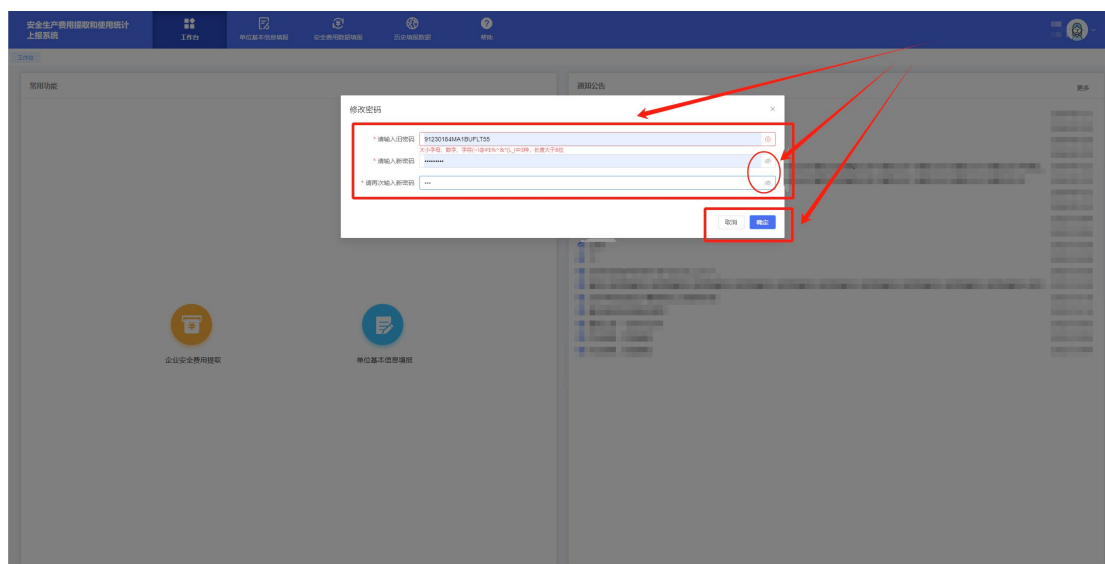 安全生产费用提取和使用统计
上报系统
工作台
单位基本信息填报
安全费用数据填报
历史填报数据
帮助
工作台
常用功能
通知公告
更多
修改密码
* 请输入旧密码 91230184MA1BUFLT55
* 请输入新密码
* 请再次输入新密码
取消
确定
企业安全费用提取
单位基本信息填报